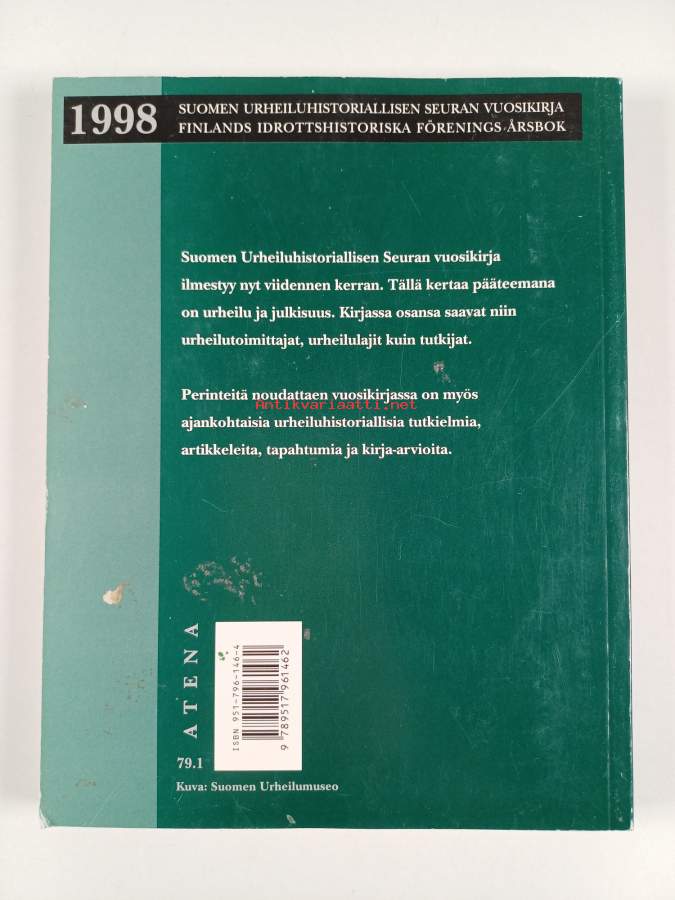 1998
SUOMEN URHEILUHISTORIALLISEN SEURAN VUOSIKIRJA
FINLANDS IDROTTSHISTORISKA FÖRENINGS ÅRSBOK
Suomen Urheiluhistoriallisen Seuran vuosikirja
ilmestyy nyt viidennen kerran. Tällä kertaa pääteemana
on urheilu ja julkisuus. Kirjassa osansa saavat niin
urheilutoimittajat, urheilulajit kuin tutkijat.
Perinteitä noudattaen vuosikirjassa on myös
Antikvariaatti.net
ajankohtaisia urheiluhistoriallisia tutkielmia,
artikkeleita, tapahtumia ja kirja-arvioita.
ATENA
ISBN 951-796-146-4
9 789517 961462
79.1
Kuva: Suomen Urheilumuseo